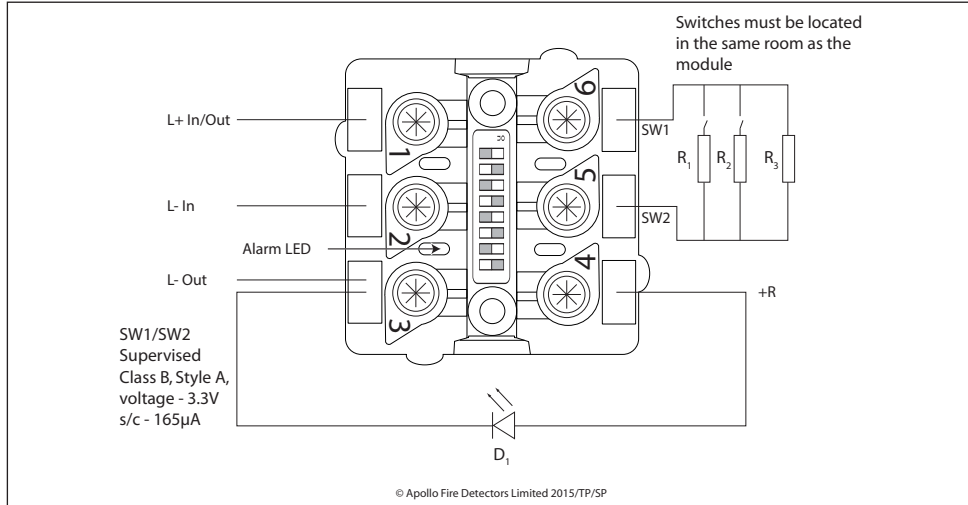 Switches must be located
in the same room as the
module
L+ In/Out
L- In
Alarm LED
L- Out
1
2
3
R
6
5
4
SW1
SW2
R1
R2
R3
+R
SW1/SW2
Supervised
Class B, Style A,
voltage - 3.3V
s/c - 165µA
D1
© Apollo Fire Detectors Limited 2015/TP/SP